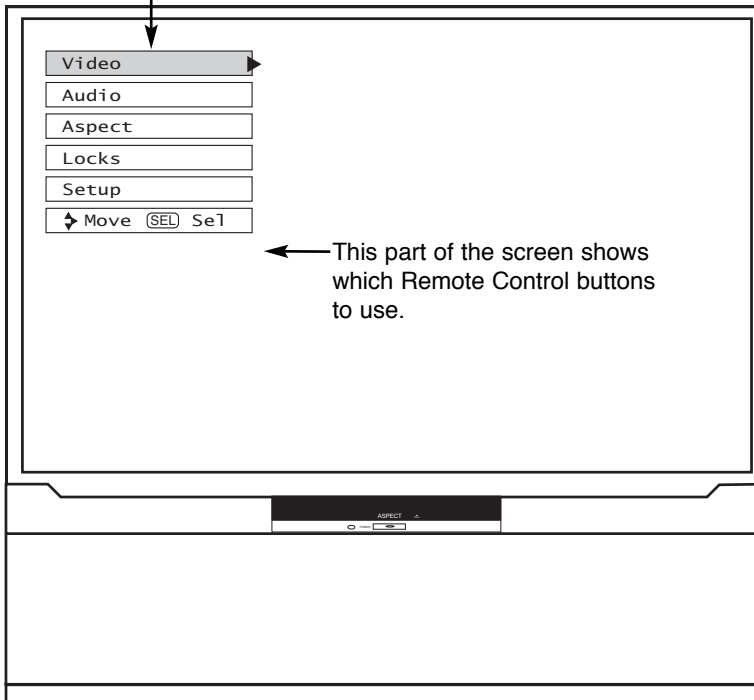 Video
Audio
Aspect
Locks
Setup
Move SEL Sel
This part of the screen shows
which Remote Control buttons
to use.
ASPECT
POWER